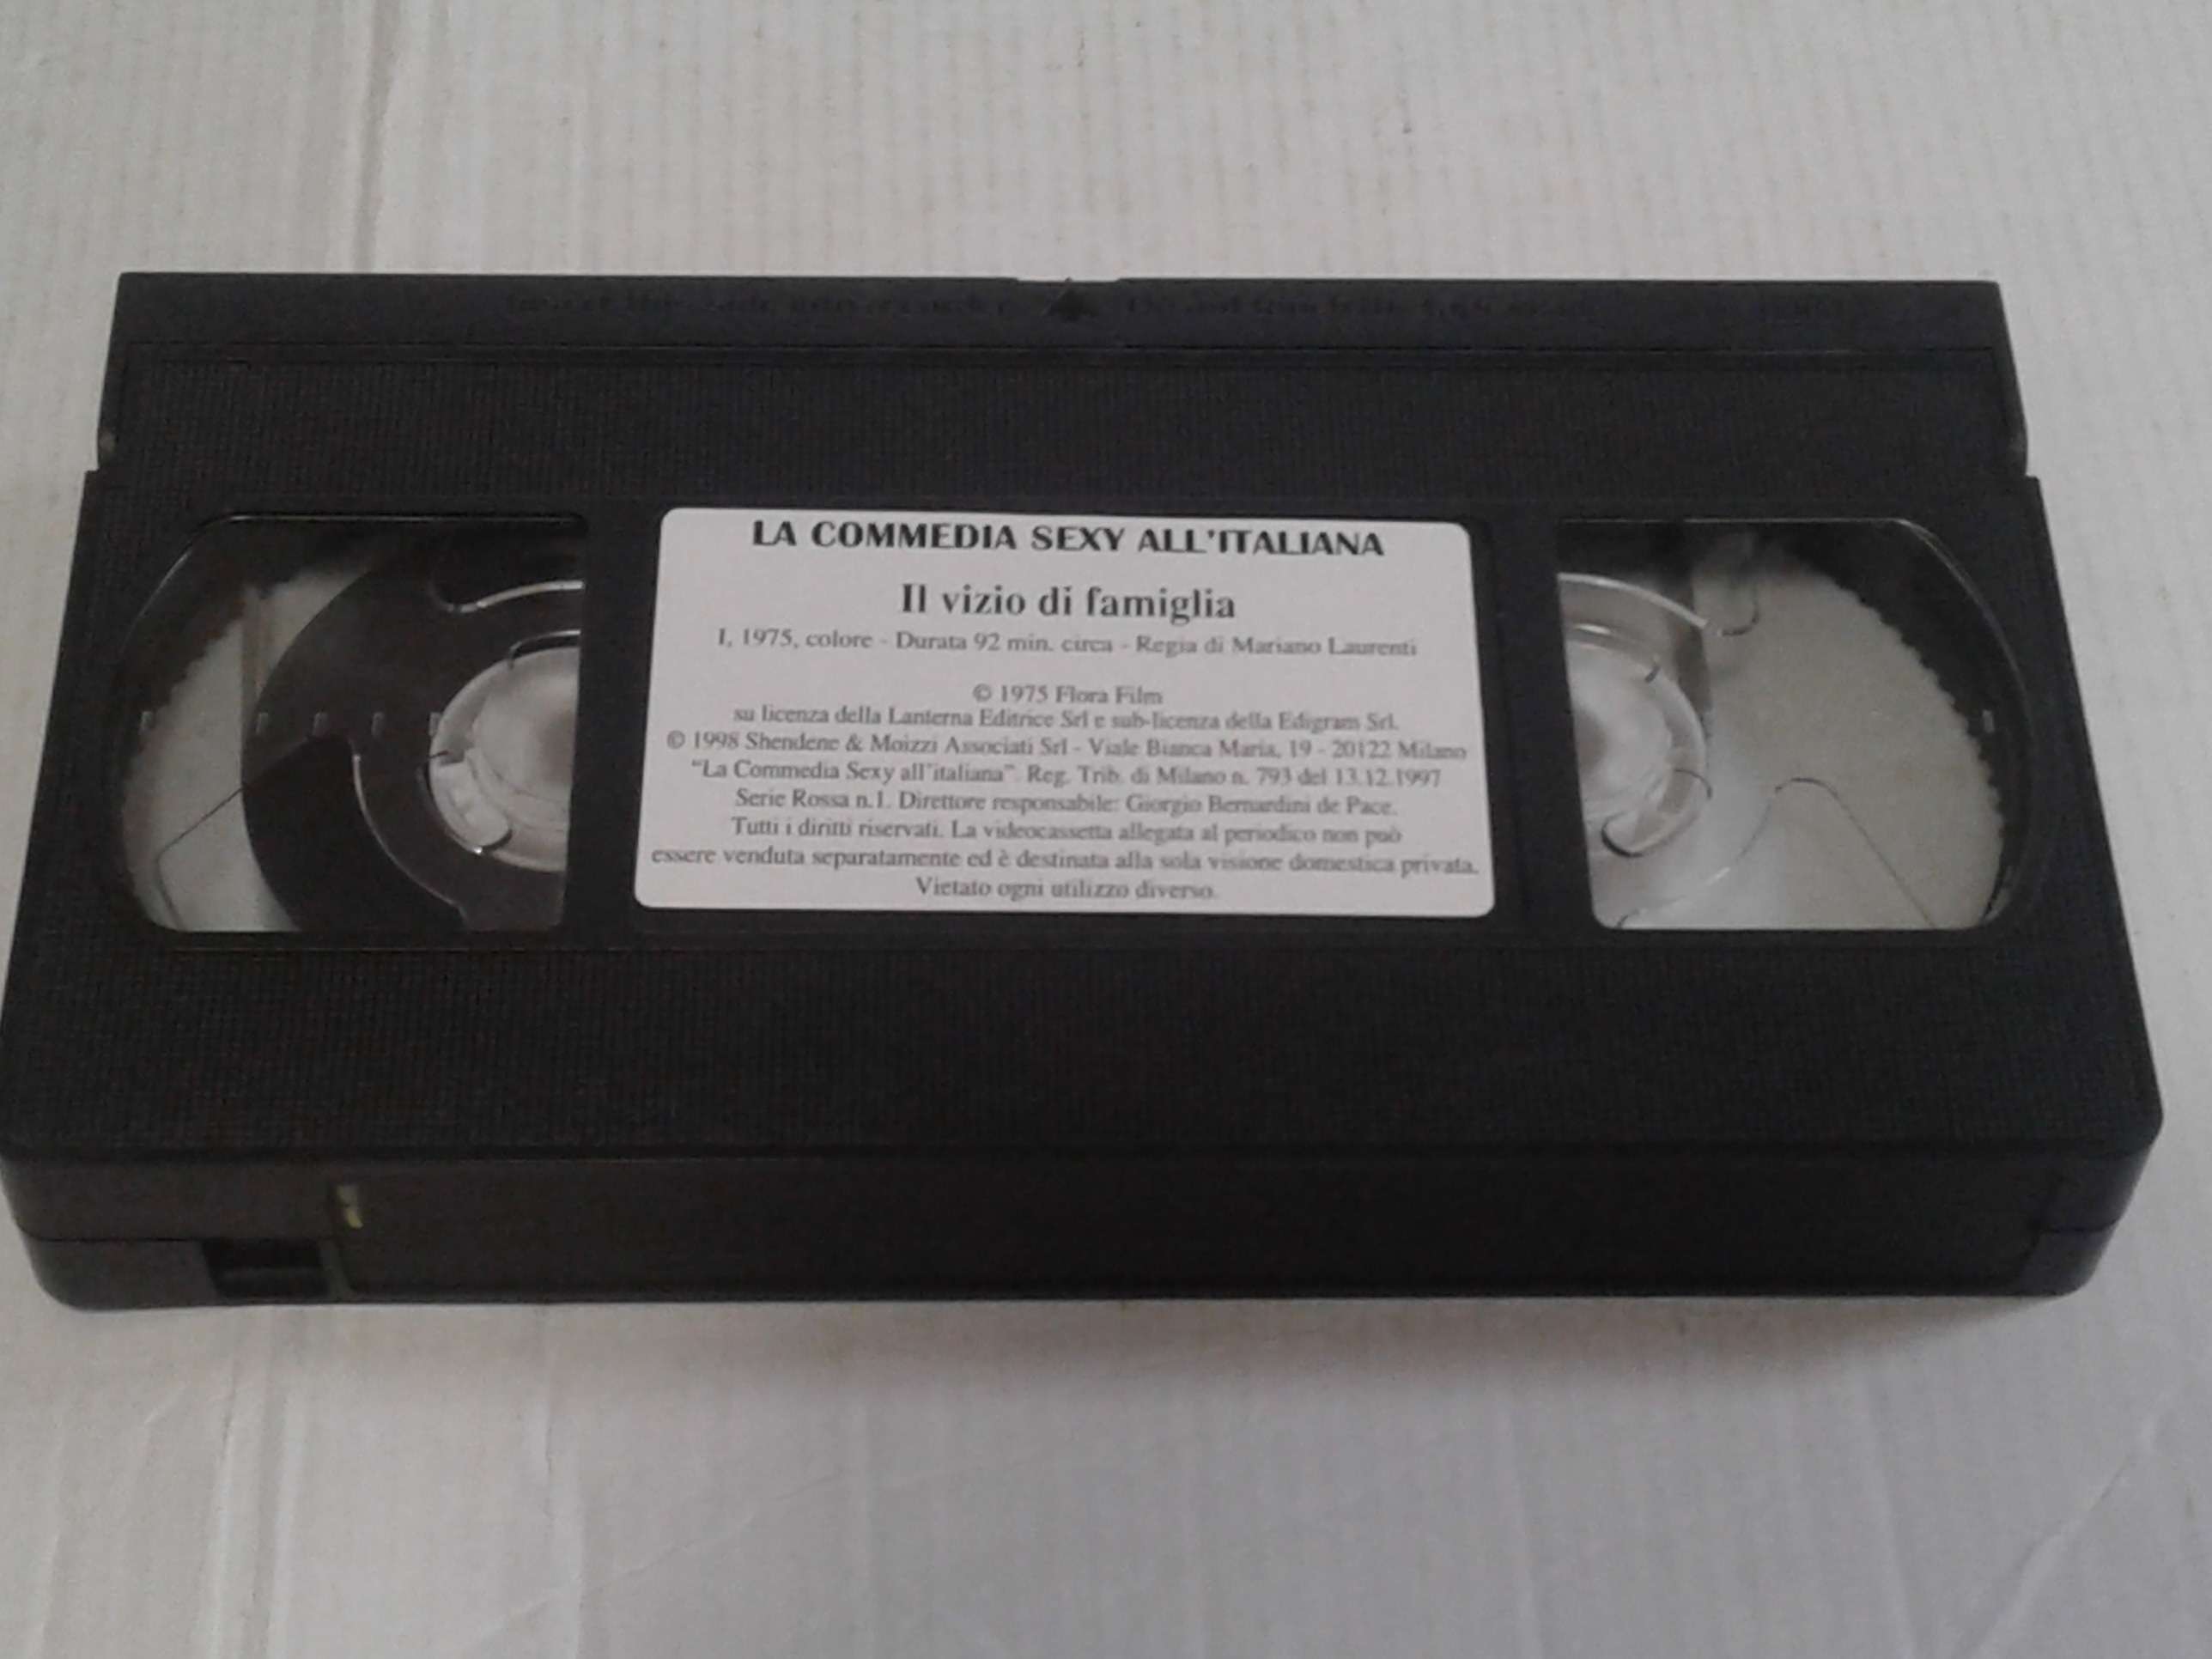 LA COMMEDIA SEXY ALL'ITALIANA
Il vizio di famiglia
I, 1975, colore - Durata 92 min. circa - Regia di Mariano Laurenti
© 1975 Flora Film
su licenza della Lanterna Editrice Srl e sub-licenza della Edigrams Srl.
© 1998 Shendene & Moizzi Associati Srl - Viale Bianca Maria, 19 - 20122 Milano
"La Commedia Sexy all'italiana". Reg. Trib. di Milano n. 793 del 13.12.1997
Serie Rossa n.1. Direttore responsabile: Giorgio Bernardini de Pace.
Tutti i diritti riservati. La videocassetta allegata al periodico non può
essere venduta separatamente ed è destinata alla sola visione domestica privata.
Vietato ogni utilizzo diverso.